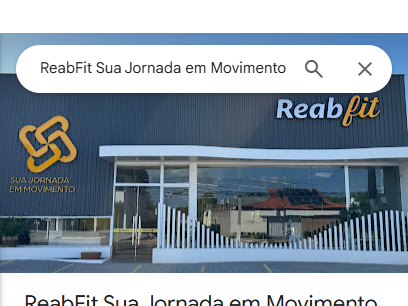 ReabFit Sua Jornada em Movimento
Reabfit
SUA JORNADA
EM MOVIMENTO
ReabFit Sua Jornada em Movimento